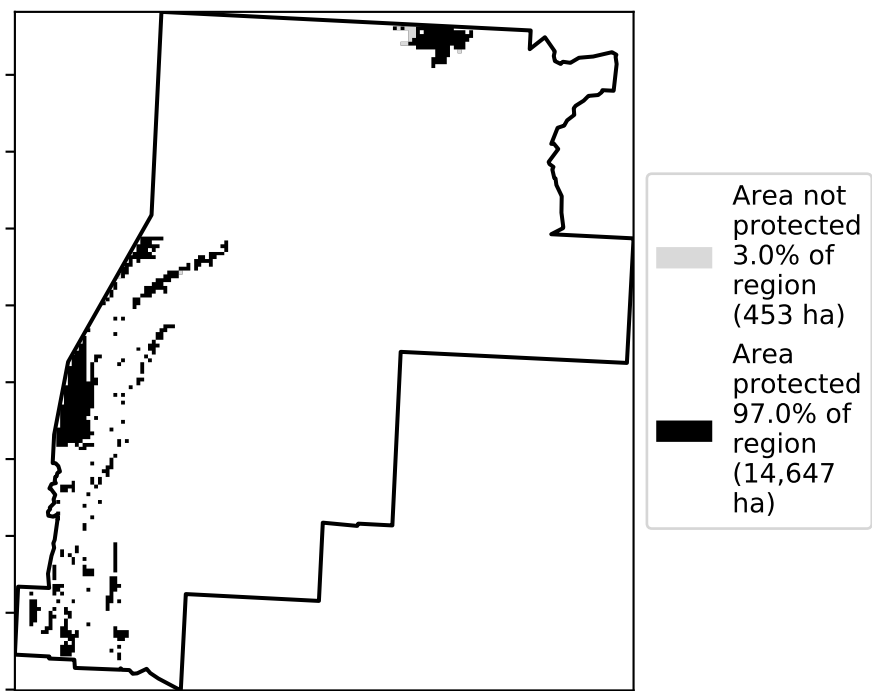 Area not
protected
3.0% of
region
(453 ha)
Area
protected
97.0% of
region
(14,647
ha)